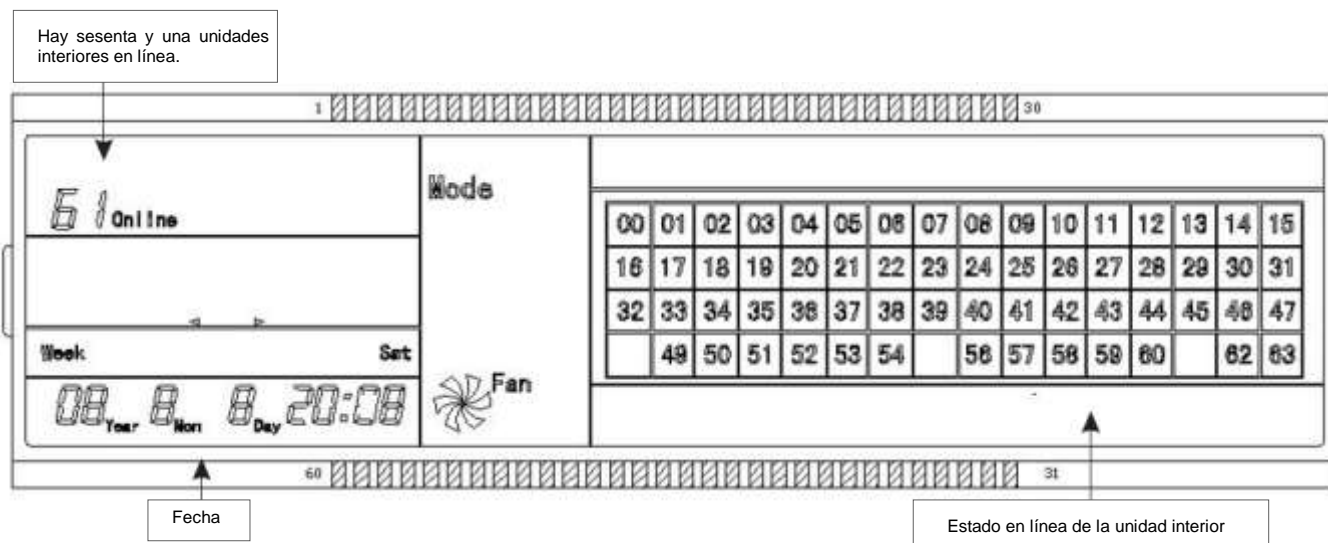 Hay sesenta y una unidades
interiores en línea.
1 30
61 Online
Mode
00 01 02 03 04 05 06 07 08 09 10 11 12 13 14 15
16 17 18 19 20 21 22 23 24 25 26 27 28 29 30 31
32 33 34 35 36 37 38 39 40 41 42 43 44 45 46 47
49 50 51 52 53 54 56 57 58 59 60 62 63
Week Sat
Fan
08 Year 8 Mon 8 Day 20:08
60 31
Fecha
Estado en línea de la unidad interior